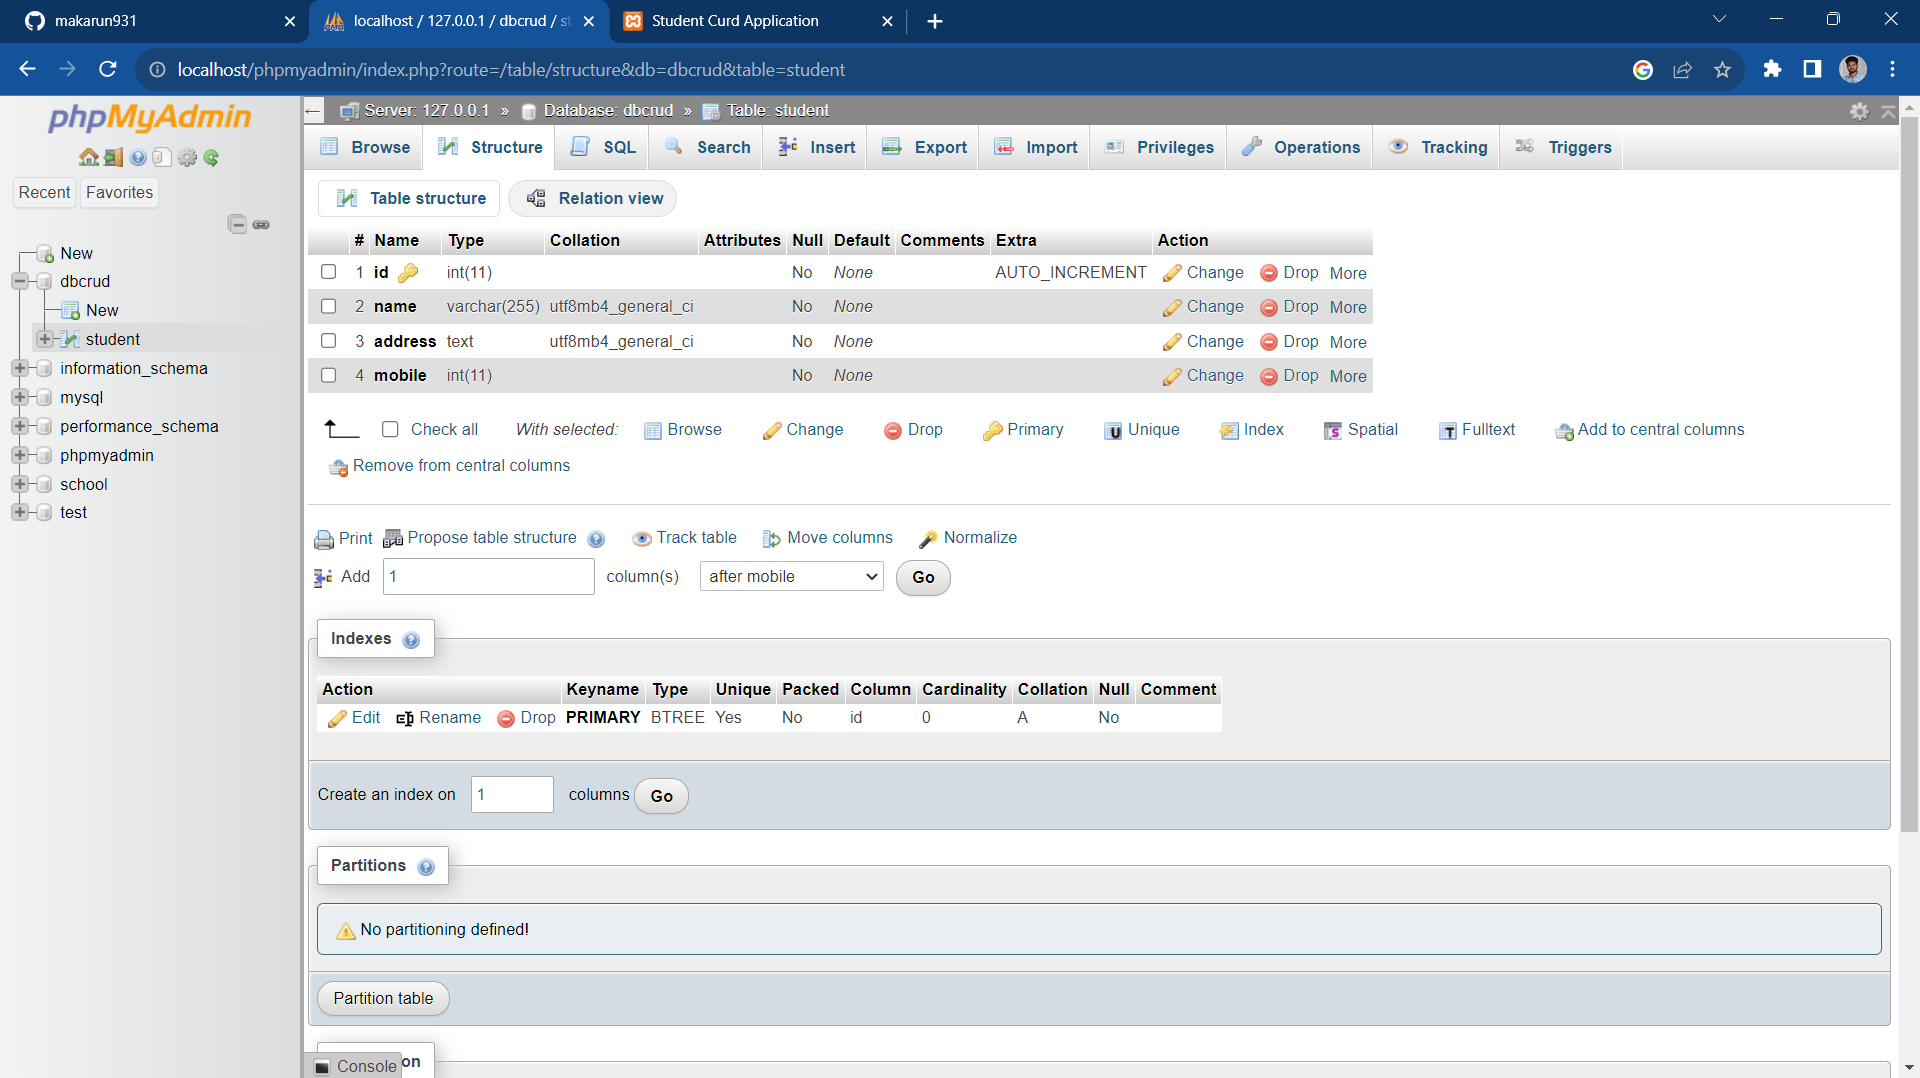 makarun931
localhost / 127.0.0.1 / dbcrud / st
Student Curd Application
localhost/phpmyadmin/index.php?route=/table/structure&db=dbcrud&table=student
phpMyAdmin
Recent
Favorites
New
dbcrud
New
student
information_schema
mysql
performance_schema
phpmyadmin
school
test
Server: 127.0.0.1 » Database: dbcrud » Table: student
Browse Structure SQL Search Insert Export Import Privileges Operations Tracking Triggers
Table structure Relation view
# Name Type Collation Attributes Null Default Comments Extra Action
1 id int(11) No None AUTO_INCREMENT Change Drop More
2 name varchar(255) utf8mb4_general_ci No None Change Drop More
3 address text utf8mb4_general_ci No None Change Drop More
4 mobile int(11) No None Change Drop More
Check all With selected: Browse Change Drop Primary Unique Index Spatial Fulltext Add to central columns
Remove from central columns
Print Propose table structure Track table Move columns Normalize
Add 1 column(s) after mobile Go
Indexes
Action Keyname Type Unique Packed Column Cardinality Collation Null Comment
Edit Rename Drop PRIMARY BTREE Yes No id 0 A No
Create an index on 1 columns Go
Partitions
No partitioning defined!
Partition table
Console on